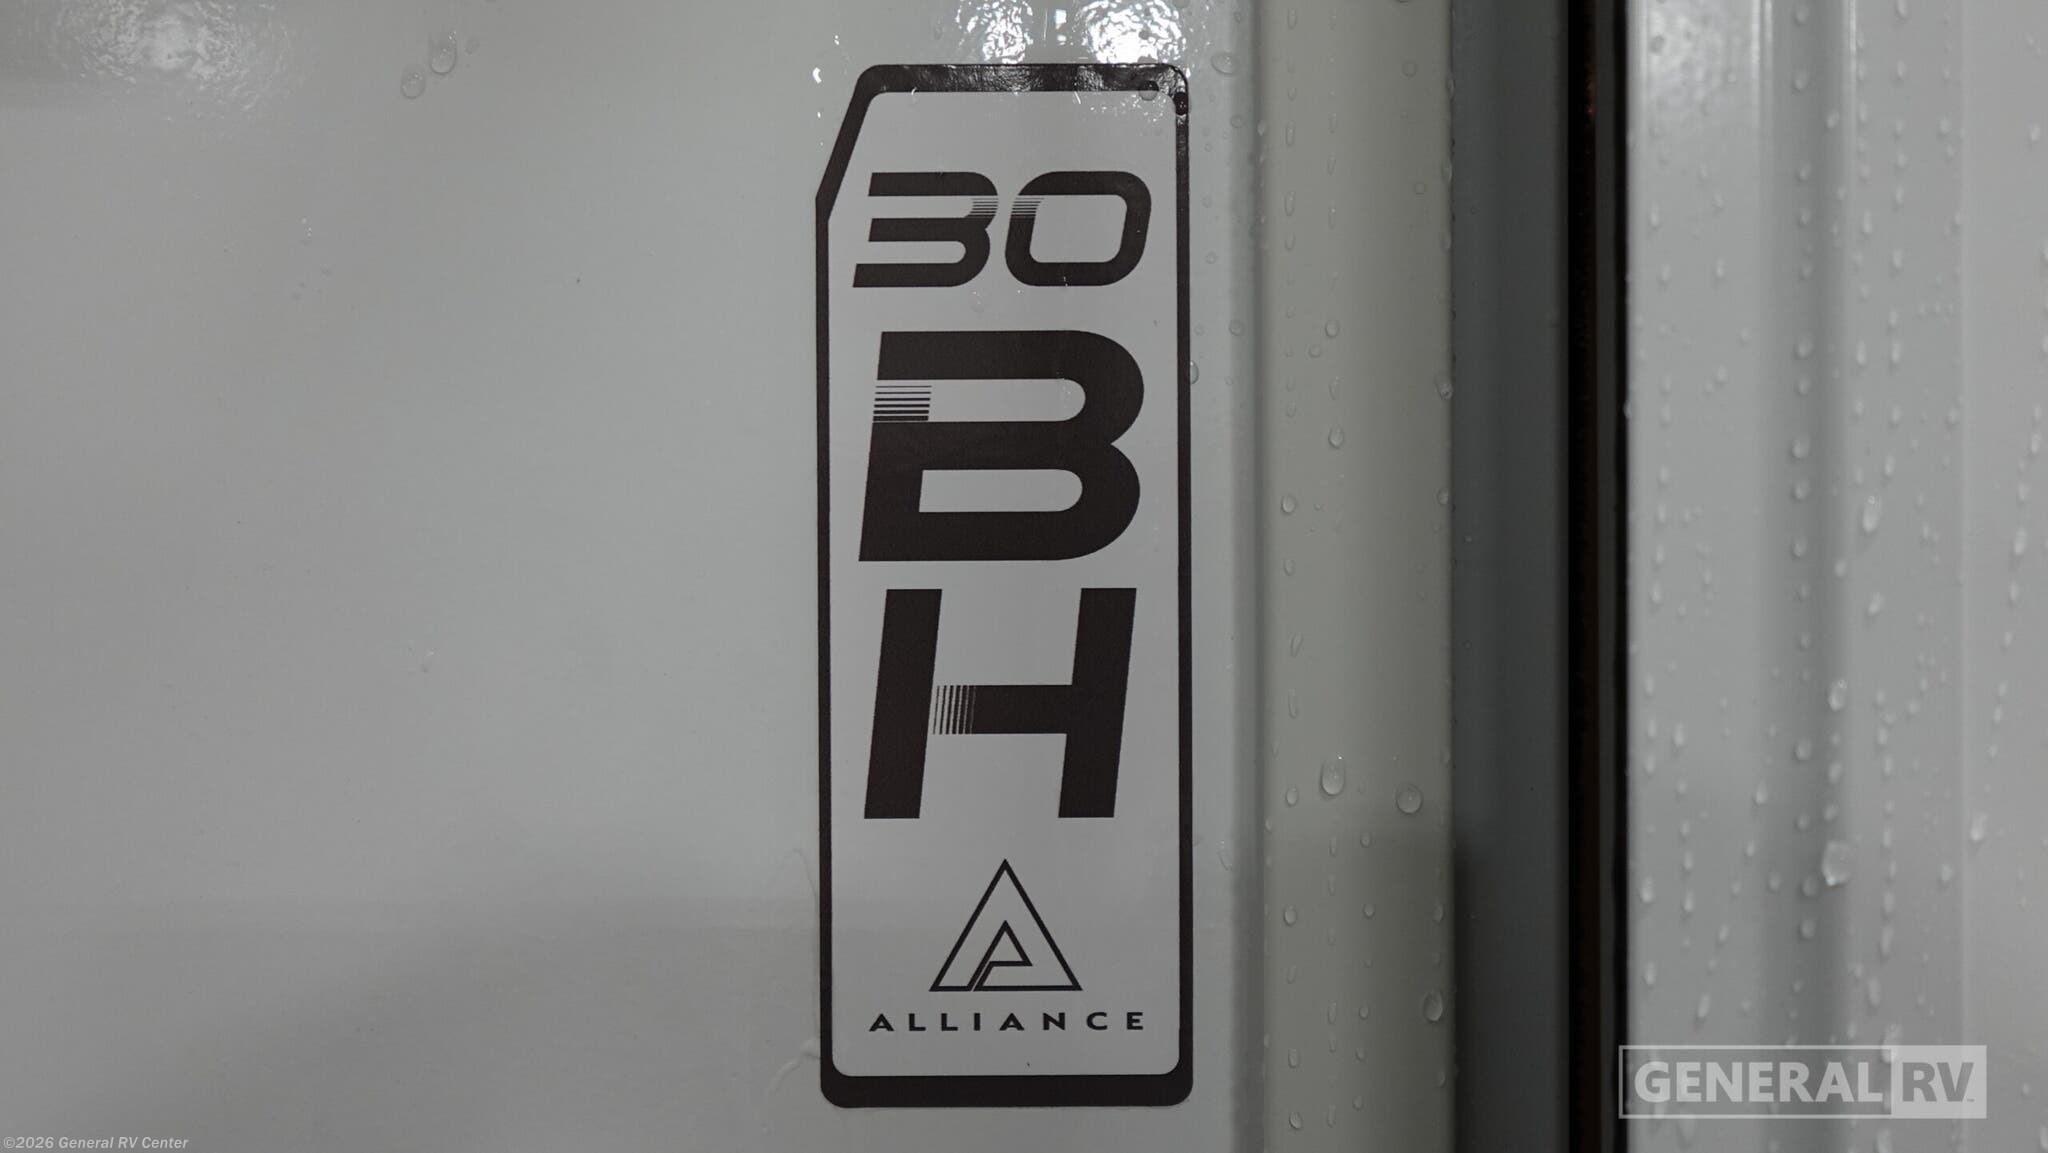 30
B
H
ALLIANCE
GENERAL RV
©2026 General RV Center